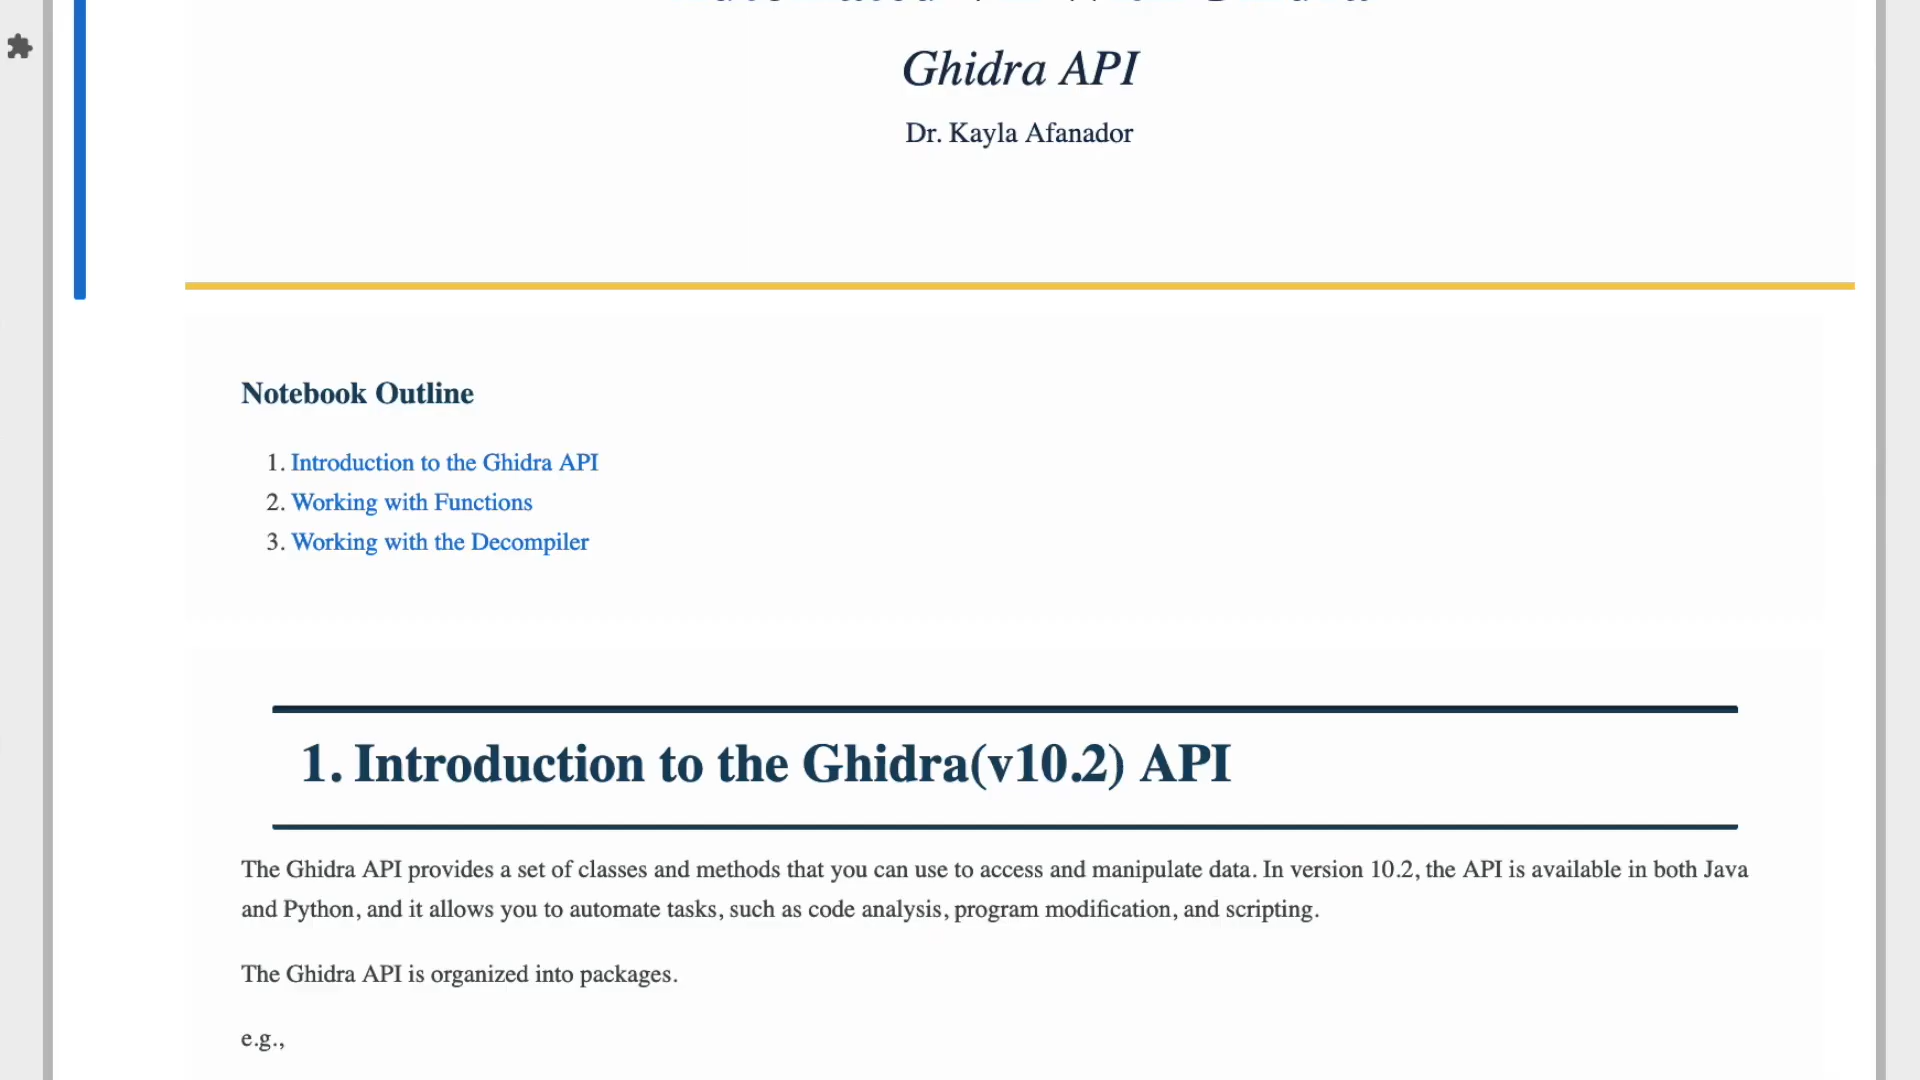 Ghidra API
Dr. Kayla Afanador
Notebook Outline
1. Introduction to the Ghidra API
2. Working with Functions
3. Working with the Decompiler
1. Introduction to the Ghidra(v10.2) API
The Ghidra API provides a set of classes and methods that you can use to access and manipulate data. In version 10.2, the API is available in both Java
and Python, and it allows you to automate tasks, such as code analysis, program modification, and scripting.
The Ghidra API is organized into packages.
e.g.,